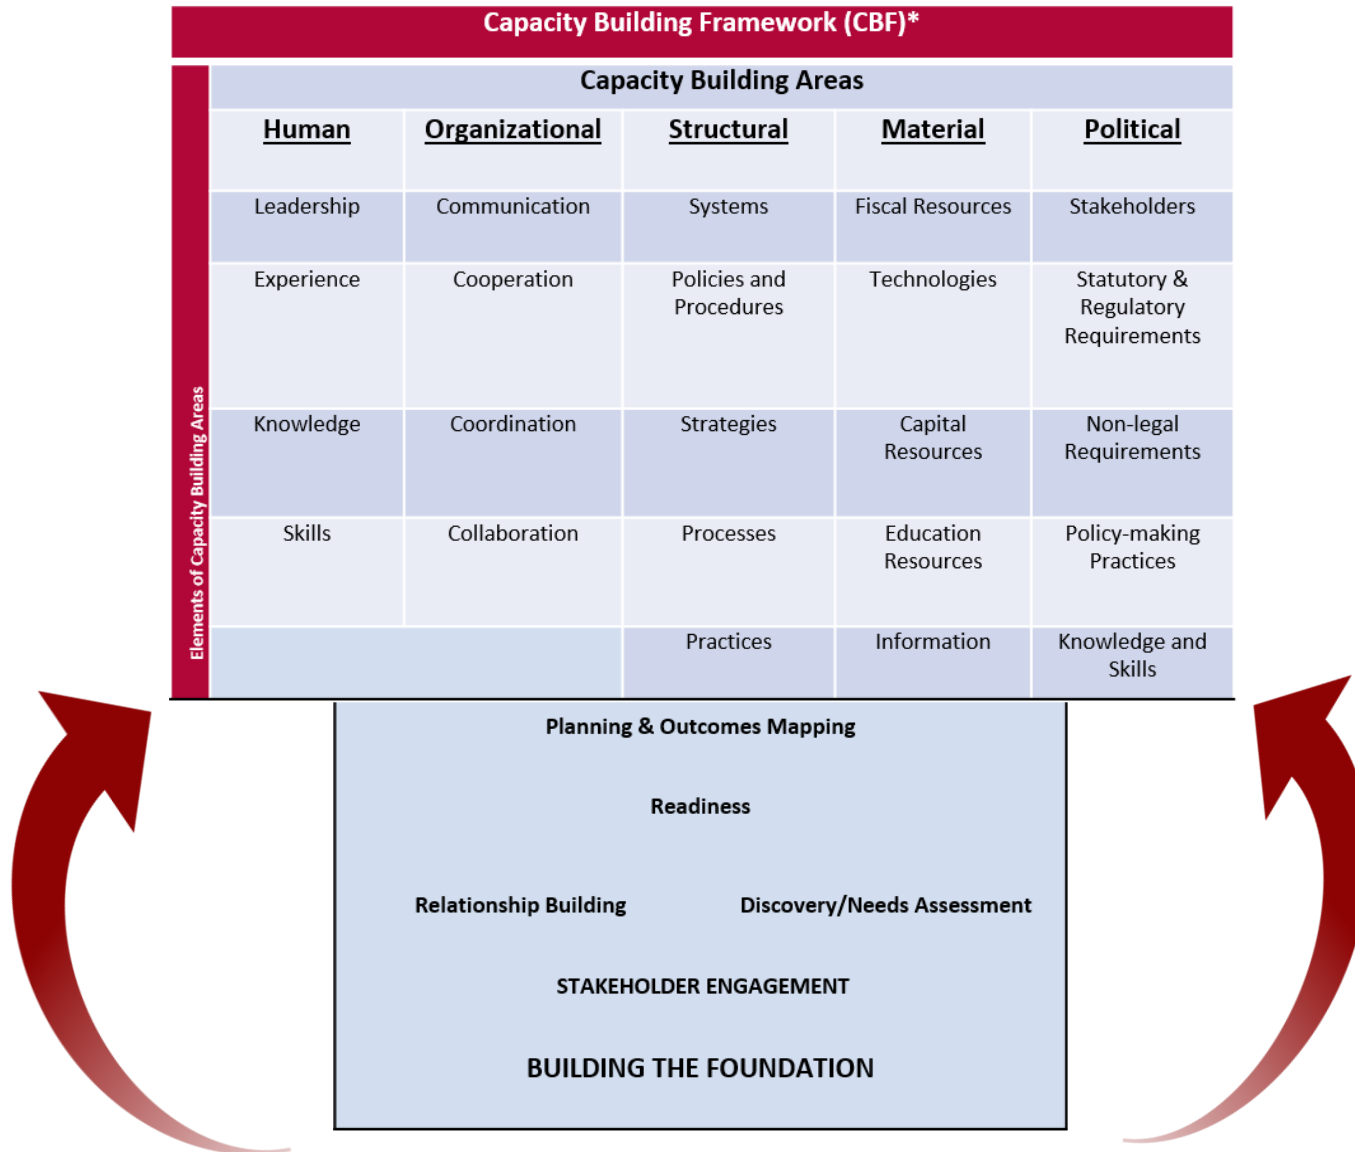 Capacity Building Framework (CBF)*
Capacity Building Areas
Elements of Capacity Building Areas
Human Organizational Structural Material Political
Leadership Communication Systems Fiscal Resources Stakeholders
Experience Cooperation Policies and Procedures Technologies Statutory & Regulatory Requirements
Knowledge Coordination Strategies Capital Resources Non-legal Requirements
Skills Collaboration Processes Education Resources Policy-making Practices
Practices Information Knowledge and Skills
Planning & Outcomes Mapping
Readiness
Relationship Building Discovery/Needs Assessment
STAKEHOLDER ENGAGEMENT
BUILDING THE FOUNDATION